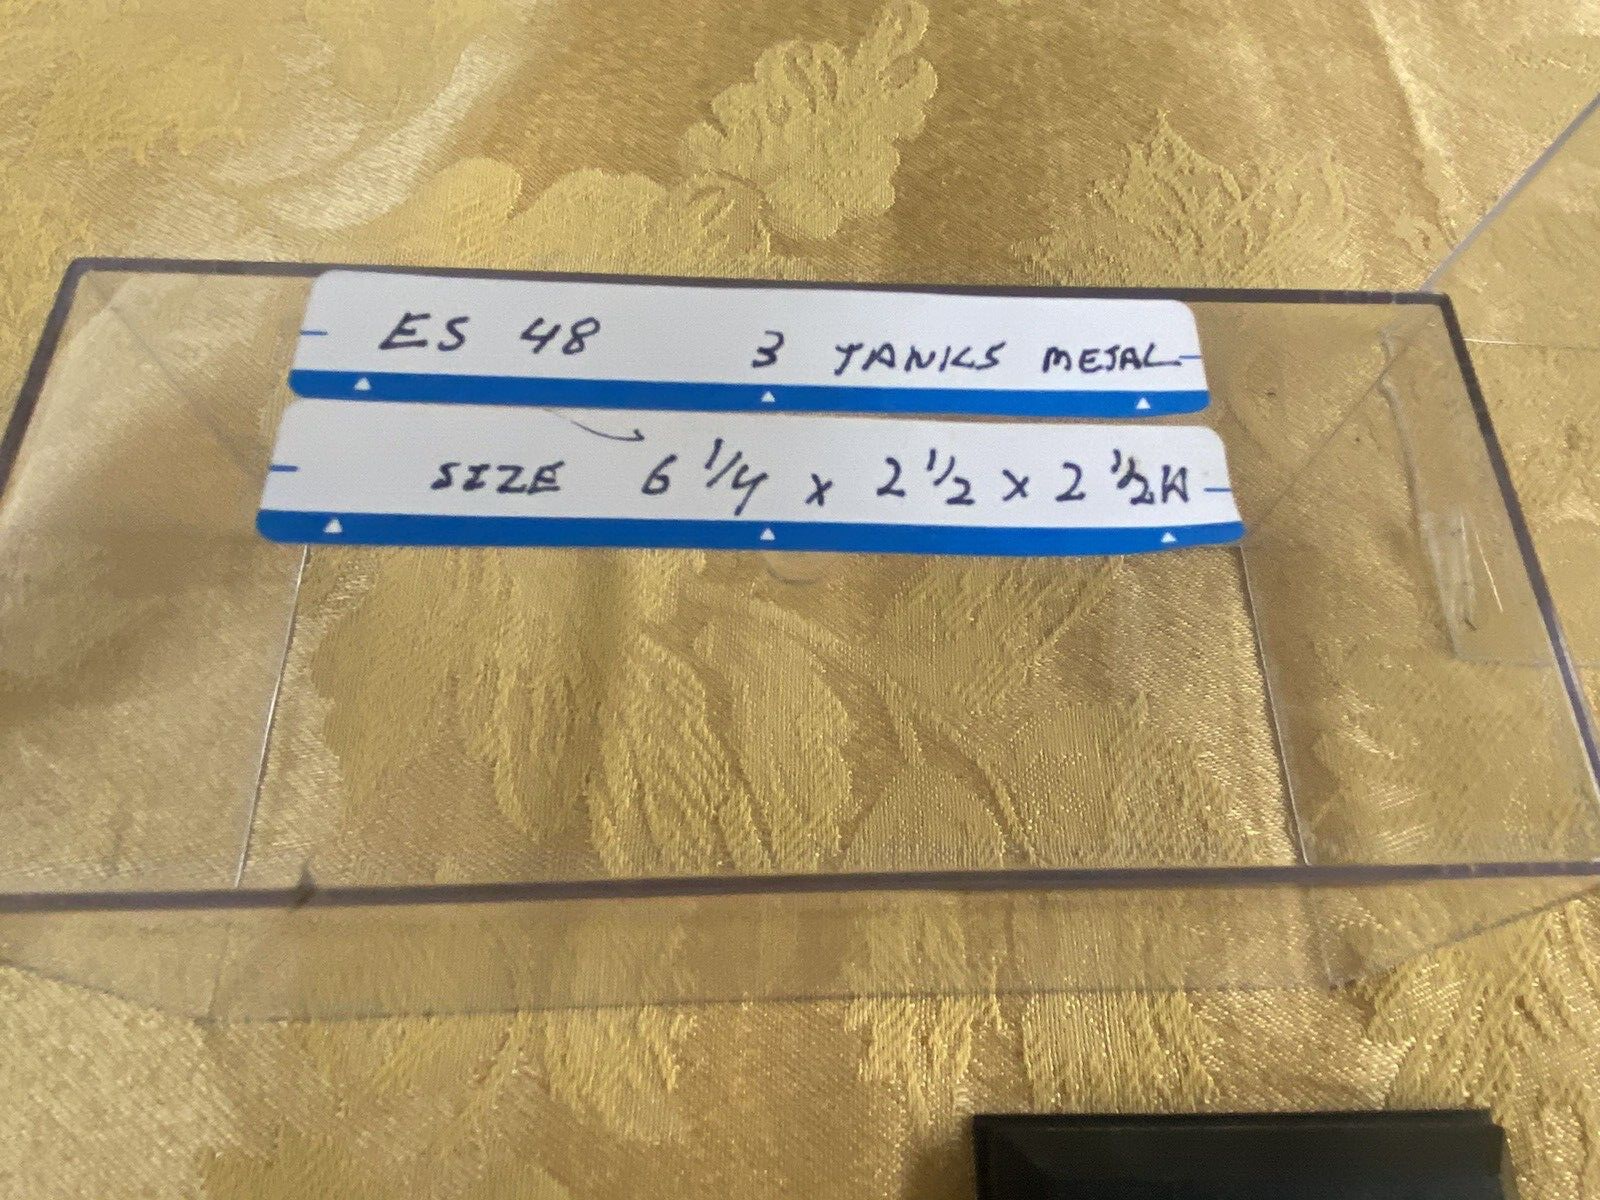 ES 48 3 TANKS METAL
SIZE 6 1/4 x 2 1/2 x 2 1/2 H